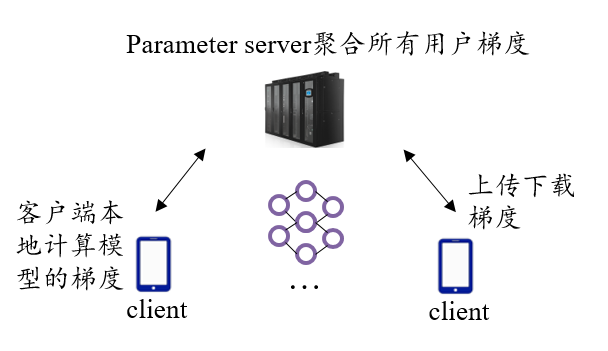 Parameter server聚合所有用户梯度
客户端本
地计算模
型的梯度
上传下载
梯度
...
client
client